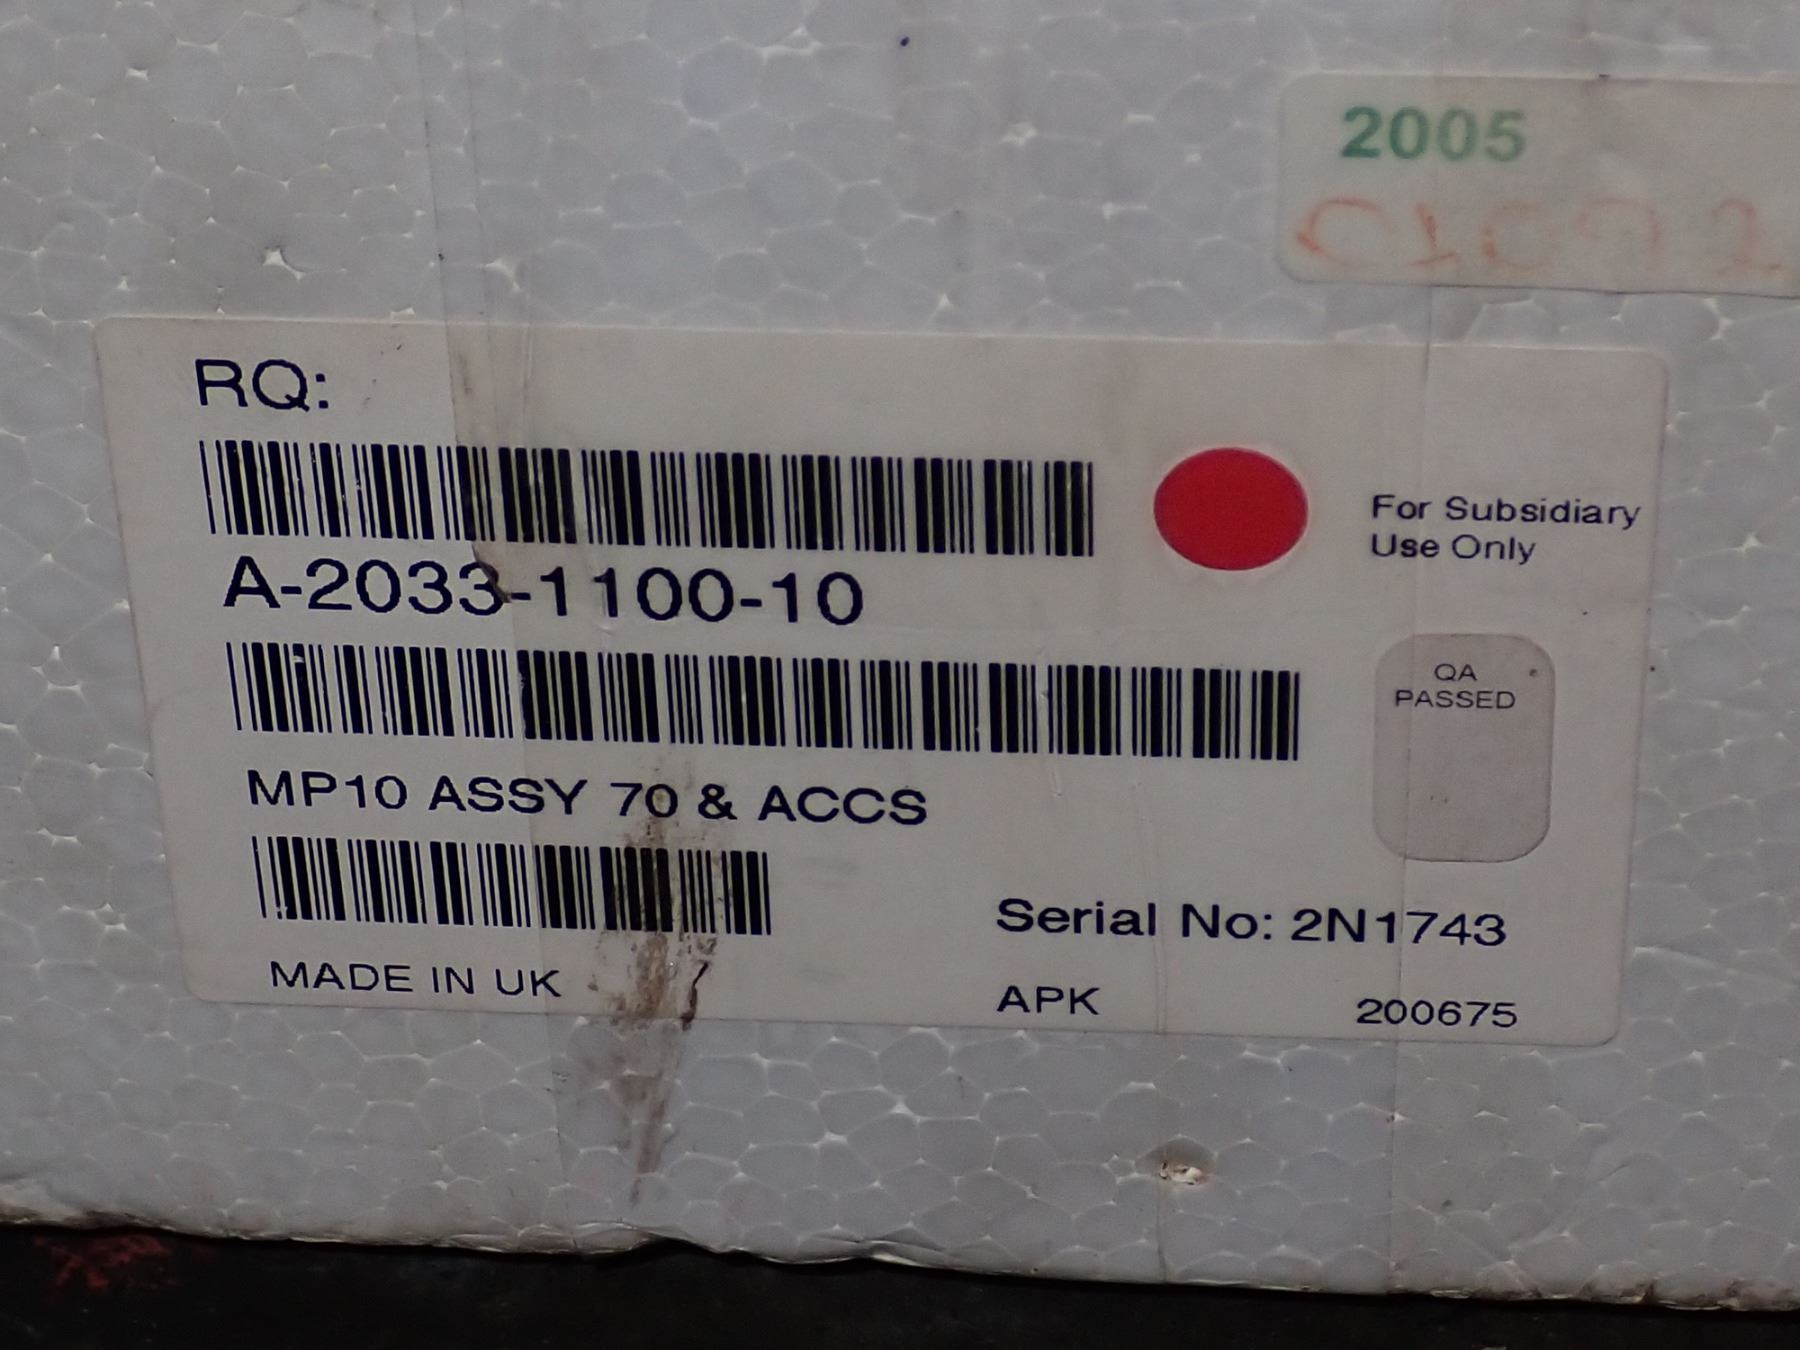 2005
RQ:
A-2033-1100-10
For Subsidiary
Use Only
QA
PASSED
MP10 ASSY 70 & ACCS
Serial No: 2N1743
MADE IN UK
APK
200675